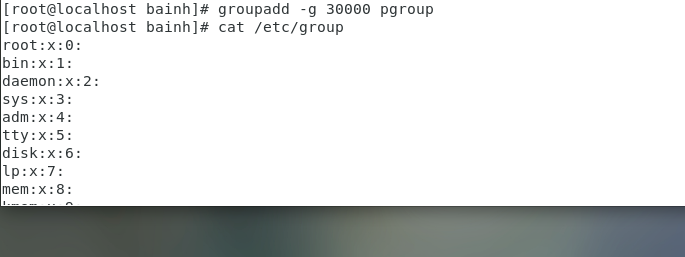 [root@localhost bainh]# groupadd -g 30000 pgroup
[root@localhost bainh]# cat /etc/group
root:x:0:
bin:x:1:
daemon:x:2:
sys:x:3:
adm:x:4:
tty:x:5:
disk:x:6:
lp:x:7:
mem:x:8: